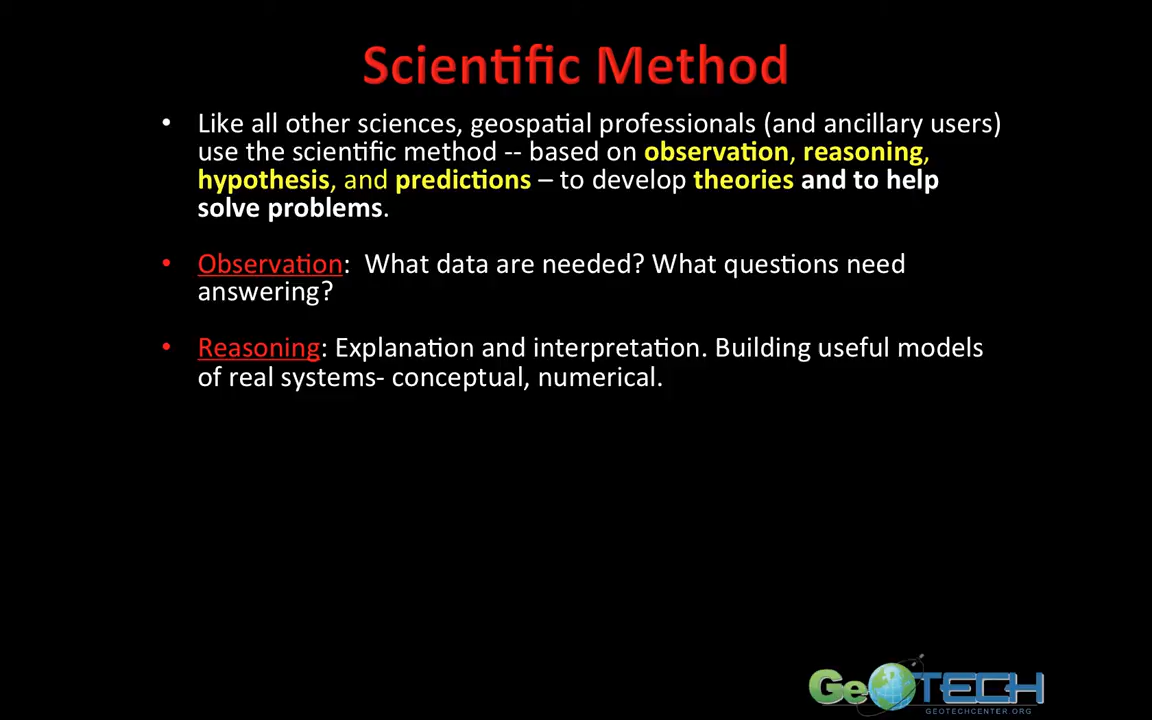 Scientific Method
• Like all other sciences, geospatial professionals (and ancillary users)
use the scientific method -- based on observation, reasoning,
hypothesis, and predictions – to develop theories and to help
solve problems.
• Observation:  What data are needed? What questions need
answering?
• Reasoning: Explanation and interpretation. Building useful models
of real systems- conceptual, numerical.
GeOTECH
GEOTECHCENTER.ORG